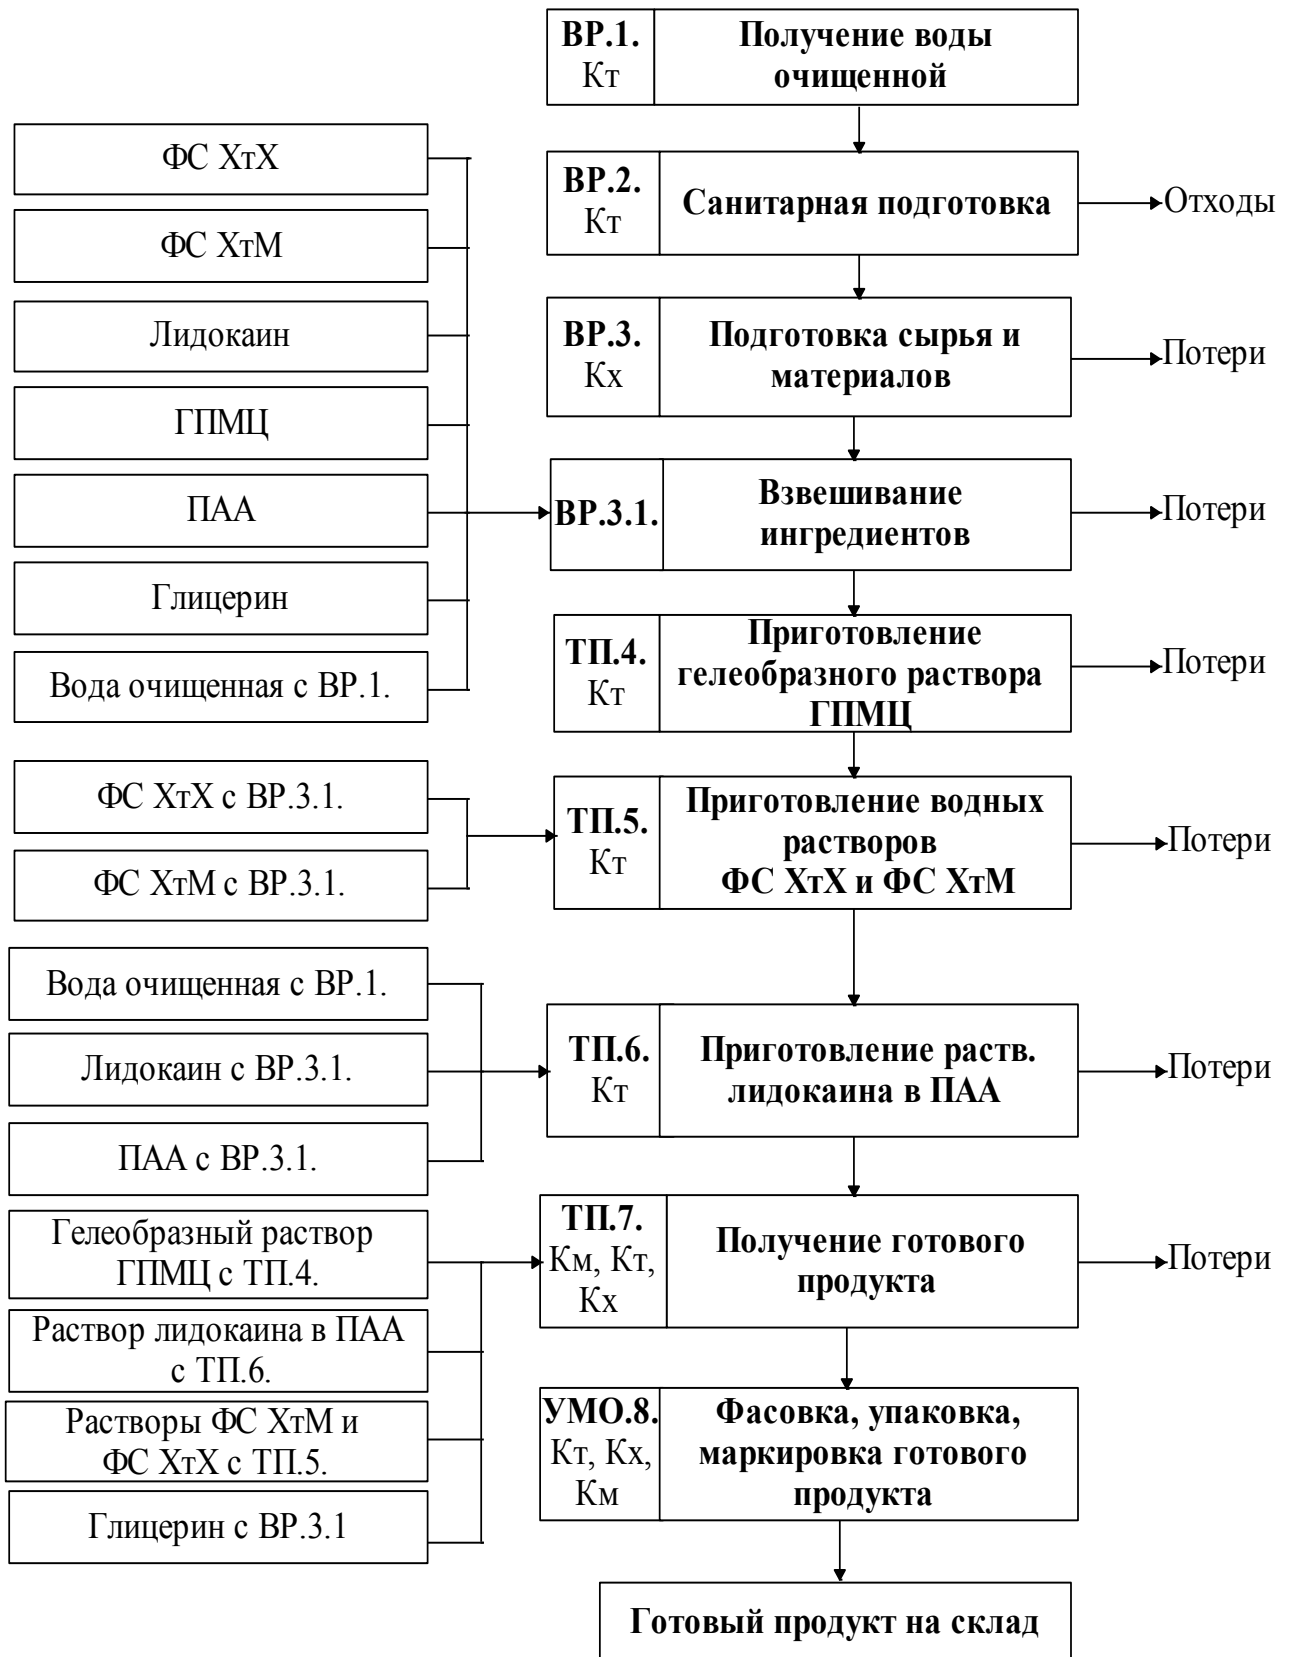 ВР.1.
Кт
Получение воды
очищенной
ФС ХтХ
ФС ХтМ
Лидокаин
ГПМЦ
ПАА
Глицерин
Вода очищенная с ВР.1.
ВР.2.
Кт
Санитарная подготовка
Отходы
ВР.3.
Кх
Подготовка сырья и
материалов
Потери
ВР.3.1.
Взвешивание
ингредиентов
Потери
ТП.4.
Кт
Приготовление
гелеобразного раствора
ГПМЦ
Потери
ФС ХтХ с ВР.3.1.
ФС ХтМ с ВР.3.1.
ТП.5.
Кт
Приготовление водных
растворов
ФС ХтХ и ФС ХтМ
Потери
Вода очищенная с ВР.1.
Лидокаин с ВР.3.1.
ПАА с ВР.3.1.
ТП.6.
Кт
Приготовление раств.
лидокаина в ПАА
Потери
Гелеобразный раствор
ГПМЦ с ТП.4.
Раствор лидокаина в ПАА
с ТП.6.
Растворы ФС ХтМ и
ФС ХтХ с ТП.5.
Глицерин с ВР.3.1
ТП.7.
Км, Кт,
Кх
Получение готового
продукта
Потери
УМО.8.
Кт, Кх,
Км
Фасовка, упаковка,
маркировка готового
продукта
Готовый продукт на склад